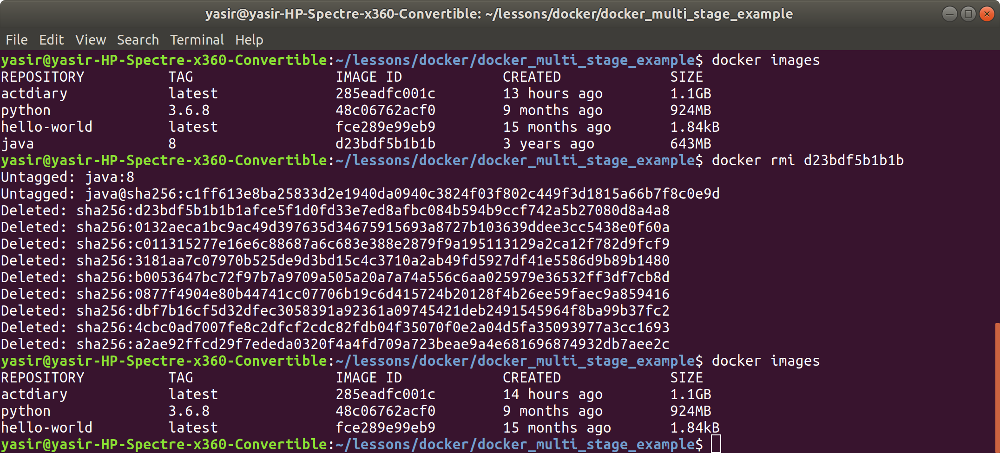 yasir@yasir-HP-Spectre-x360-Convertible: ~/lessons/docker/docker_multi_stage_example
File Edit View Search Terminal Help
yasir@yasir-HP-Spectre-x360-Convertible:~/lessons/docker/docker_multi_stage_example$ docker images
REPOSITORY TAG IMAGE ID CREATED SIZE
actdiary latest 285eadfc001c 13 hours ago 1.1GB
python 3.6.8 48c06762acf0 9 months ago 924MB
hello-world latest fce289e99eb9 15 months ago 1.84kB
java 8 d23bdf5b1b1b 3 years ago 643MB
yasir@yasir-HP-Spectre-x360-Convertible:~/lessons/docker/docker_multi_stage_example$ docker rmi d23bdf5b1b1b
Untagged: java:8
Untagged: java@sha256:c1ff613e8ba25833d2e1940da0940c3824f03f802c449f3d1815a66b7f8c0e9d
Deleted: sha256:d23bdf5b1b1b1afce5f1d0fd33e7ed8afbc084b594b9ccf742a5b27080d8a4a8
Deleted: sha256:0132aeca1bc9ac49d397635d34675915693a8727b103639ddee3cc5438e0f60a
Deleted: sha256:c011315277e16e6c88687a6c683e388e2879f9a195113129a2ca12f782d9fcf9
Deleted: sha256:3181aa7c07970b525de9d3bd15c4c3710a2ab49fd5927df41e5586d9b89b1480
Deleted: sha256:b0053647bc72f97b7a9709a505a20a7a74a556c6aa025979e36532ff3df7cb8d
Deleted: sha256:0877f4904e80b44741cc07706b19c6d415724b20128f4b26ee59faec9a859416
Deleted: sha256:dbf7b16cf5d32dfec3058391a92361a09745421deb2491545964f8ba99b37fc2
Deleted: sha256:4cbc0ad7007fe8c2dfcf2cdc82fdb04f35070f0e2a04d5fa35093977a3cc1693
Deleted: sha256:a2ae92ffcd29f7ededa0320f4a4fd709a723beae9a4e681696874932db7aee2c
yasir@yasir-HP-Spectre-x360-Convertible:~/lessons/docker/docker_multi_stage_example$ docker images
REPOSITORY TAG IMAGE ID CREATED SIZE
actdiary latest 285eadfc001c 14 hours ago 1.1GB
python 3.6.8 48c06762acf0 9 months ago 924MB
hello-world latest fce289e99eb9 15 months ago 1.84kB
yasir@yasir-HP-Spectre-x360-Convertible:~/lessons/docker/docker_multi_stage_example$